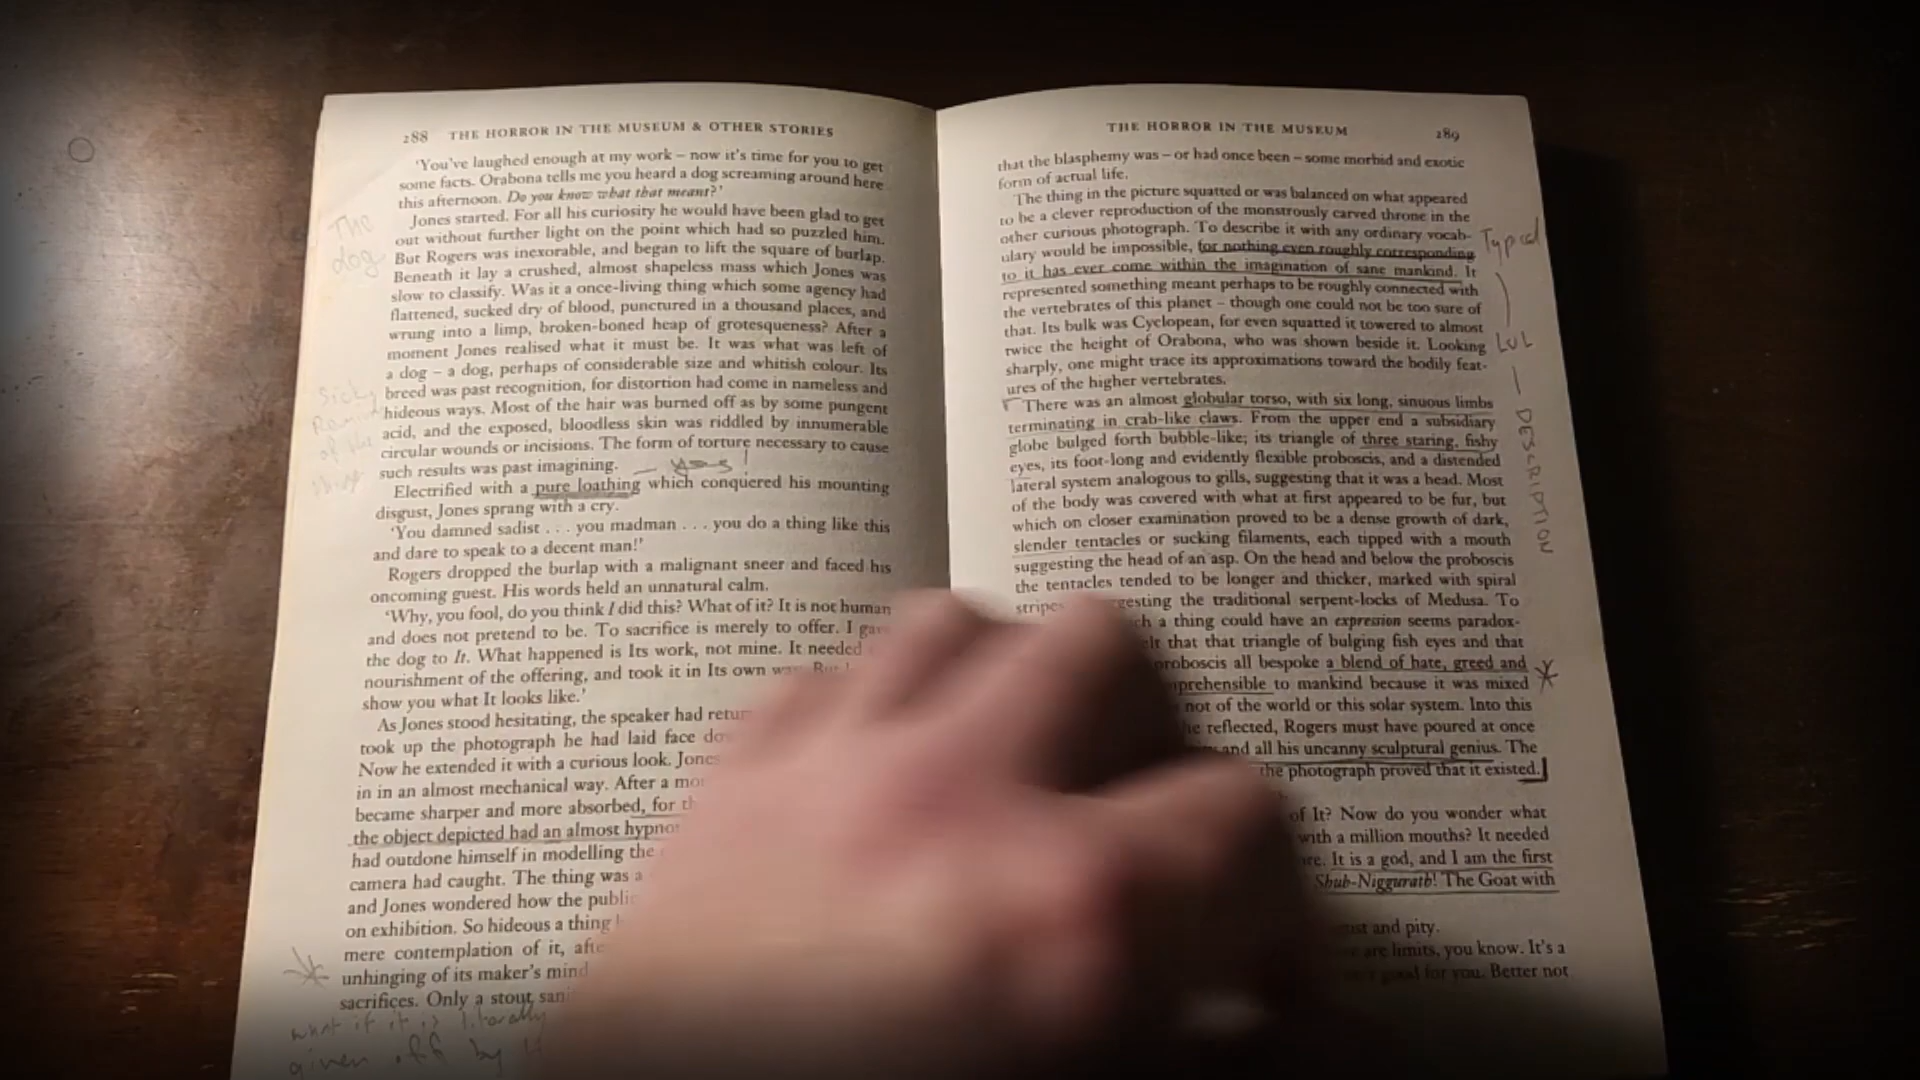 288 THE HORROR IN THE MUSEUM & OTHER STORIES
'You've laughed enough at my work – now it's time for you to get
some facts. Orabona tells me you heard a dog screaming around here
this afternoon. Do you know what that meant?'
Jones started. For all his curiosity he would have been glad to get
out without further light on the point which had so puzzled him.
But Rogers was inexorable, and began to lift the square of burlap.
Beneath it lay a crushed, almost shapeless mass which Jones was
slow to classify. Was it a once-living thing which some agency had
flattened, sucked dry of blood, punctured in a thousand places, and
wrung into a limp, broken-boned heap of grotesqueness? After a
moment Jones realised what it must be. It was what was left of
a dog – a dog, perhaps of considerable size and whitish colour. Its
breed was past recognition, for distortion had come in nameless and
hideous ways. Most of the hair was burned off as by some pungent
acid, and the exposed, bloodless skin was riddled by innumerable
circular wounds or incisions. The form of torture necessary to cause
such results was past imagining.
Electrified with a pure loathing which conquered his mounting
disgust, Jones sprang with a cry.
'You damned sadist . . . you madman . . . you do a thing like this
and dare to speak to a decent man!'
Rogers dropped the burlap with a malignant sneer and faced his
oncoming guest. His words held an unnatural calm.
'Why, you fool, do you think I did this? What of it? It is not human
and does not pretend to be. To sacrifice is merely to offer. I gave
the dog to It. What happened is Its work, not mine. It needed
nourishment of the offering, and took it in Its own
show you what It looks like.'
As Jones stood hesitating, the speaker had
took up the photograph he had laid face
Now he extended it with a curious look.
in in an almost mechanical way. After a
became sharper and more absorbed, for
the object depicted had an almost
had outdone himself in modelling the
camera had caught. The thing was a
and Jones wondered how the
on exhibition. So hideous a thing
mere contemplation of it,
unhinging of its maker's mind
sacrifices. Only a stout
The
dog
yes!
what if it is literally
given off by it
THE HORROR IN THE MUSEUM 289
that the blasphemy was – or had once been – some morbid and exotic
form of actual life.
The thing in the picture squatted or was balanced on what appeared
to be a clever reproduction of the monstrously carved throne in the
other curious photograph. To describe it with any ordinary vocab-
ulary would be impossible, for nothing even roughly corresponding
to it has ever come within the imagination of sane mankind. It
represented something meant perhaps to be roughly connected with
the vertebrates of this planet – though one could not be too sure of
that. Its bulk was Cyclopean, for even squatted it towered to almost
twice the height of Orabona, who was shown beside it. Looking
sharply, one might trace its approximations toward the bodily feat-
ures of the higher vertebrates.
There was an almost globular torso, with six long, sinuous limbs
terminating in crab-like claws. From the upper end a subsidiary
globe bulged forth bubble-like; its triangle of three staring, fishy
eyes, its foot-long and evidently flexible proboscis, and a distended
lateral system analogous to gills, suggesting that it was a head. Most
of the body was covered with what at first appeared to be fur, but
which on closer examination proved to be a dense growth of dark,
slender tentacles or sucking filaments, each tipped with a mouth
suggesting the head of an asp. On the head and below the proboscis
the tentacles tended to be longer and thicker, marked with spiral
stripes the traditional serpent-locks of Medusa. To
a thing could have an expression seems paradox-
that that triangle of bulging fish eyes and that
proboscis all bespoke a blend of hate, greed and
to mankind because it was mixed
not of the world or this solar system. Into this
he reflected, Rogers must have poured at once
and all his uncanny sculptural genius. The
the photograph proved that it existed.
of It? Now do you wonder what
with a million mouths? It needed
It is a god, and I am the first
Shub-Niggurath! The Goat with
and pity.
are limits, you know. It's a
good for you. Better not
Typical
LOL
DESCRIPTION